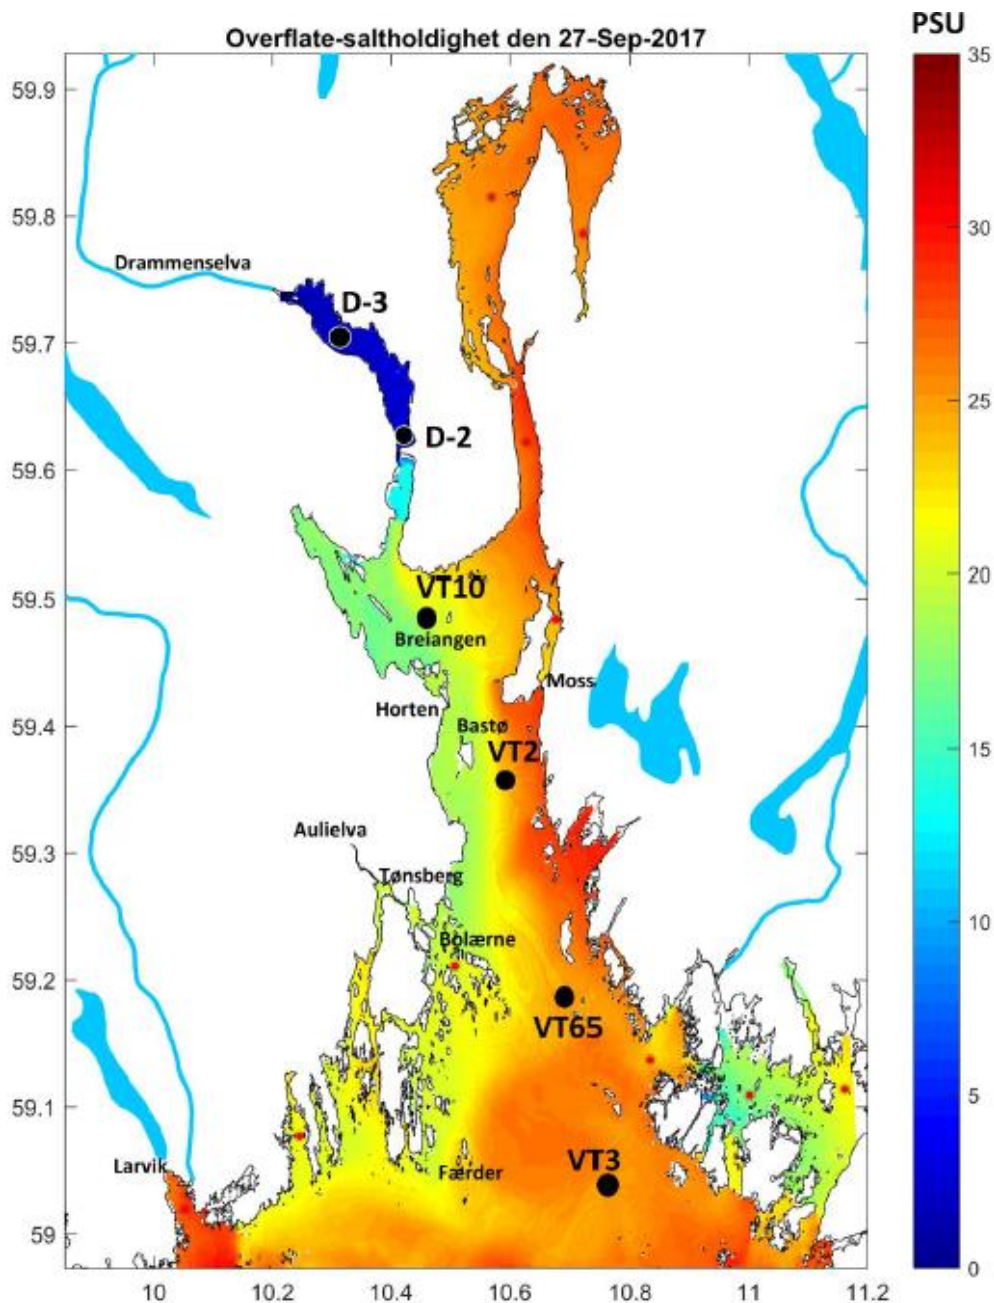 PSU
Overflate-saltholdighet den 27-Sep-2017
35
59.9
59.8
30
Drammenselva
D-3
59.7
25
D-2
59.6
20
VT10
59.5
Breiangen
Moss
Horten
Bastø
59.4
VT2
15
Aulielva
59.3
Tønsberg
Bolærne
10
59.2
VT65
59.1
5
VT3
Larvik
Færder
59
0
10
10.2
10.4
10.6
10.8
11
11.2